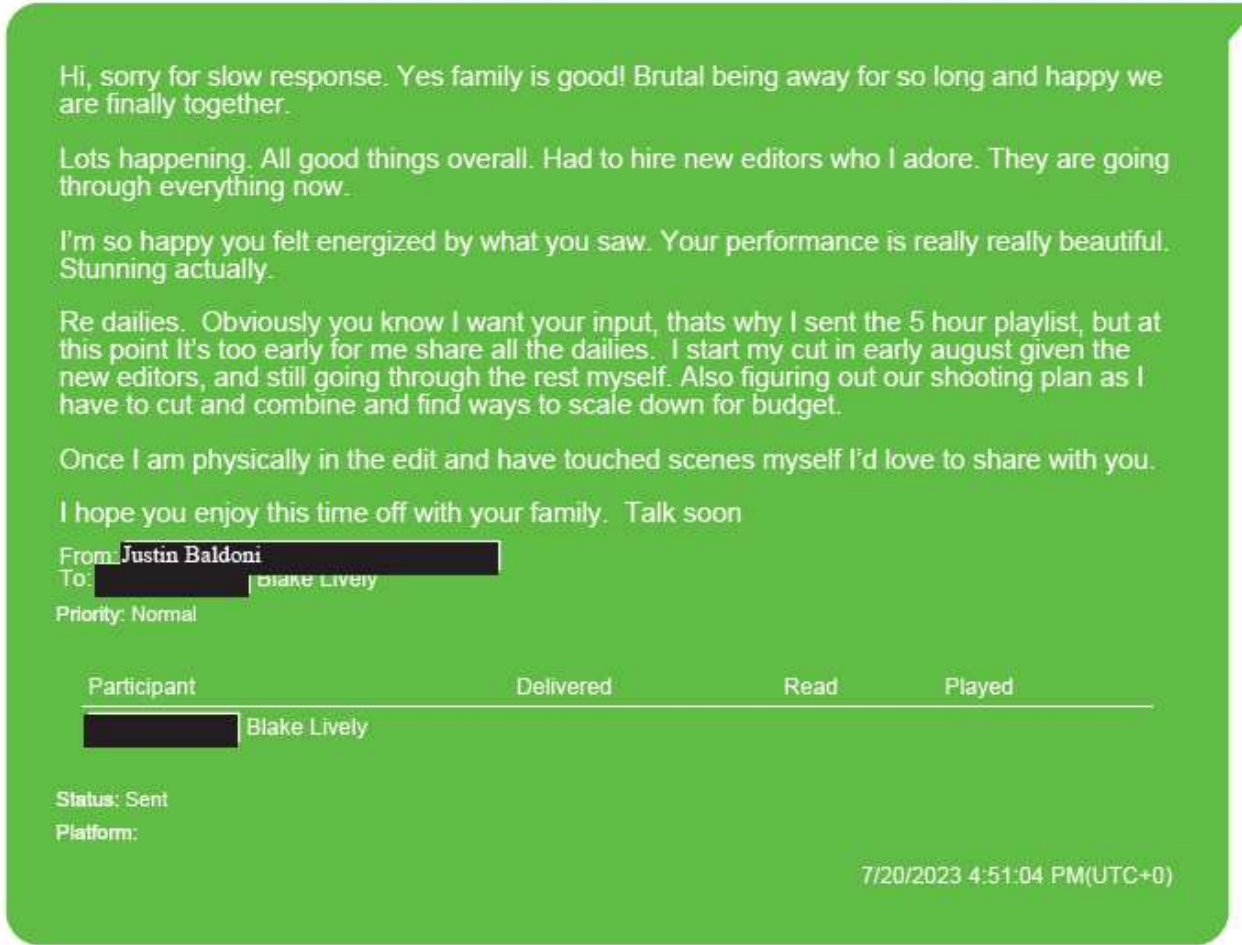 Hi, sorry for slow response. Yes family is good! Brutal being away for so long and happy we
are finally together.
Lots happening. All good things overall. Had to hire new editors who I adore. They are going
through everything now.
I'm so happy you felt energized by what you saw. Your performance is really really beautiful.
Stunning actually.
Re dailies.  Obviously you know I want your input, thats why I sent the 5 hour playlist, but at
this point It's too early for me share all the dailies.  I start my cut in early august given the
new editors, and still going through the rest myself. Also figuring out our shooting plan as I
have to cut and combine and find ways to scale down for budget.
Once I am physically in the edit and have touched scenes myself I'd love to share with you.
I hope you enjoy this time off with your family.  Talk soon
From: Justin Baldoni
To: Blake Lively
Priority: Normal
Participant Delivered Read Played
Blake Lively
Status: Sent
Platform:
7/20/2023 4:51:04 PM(UTC+0)